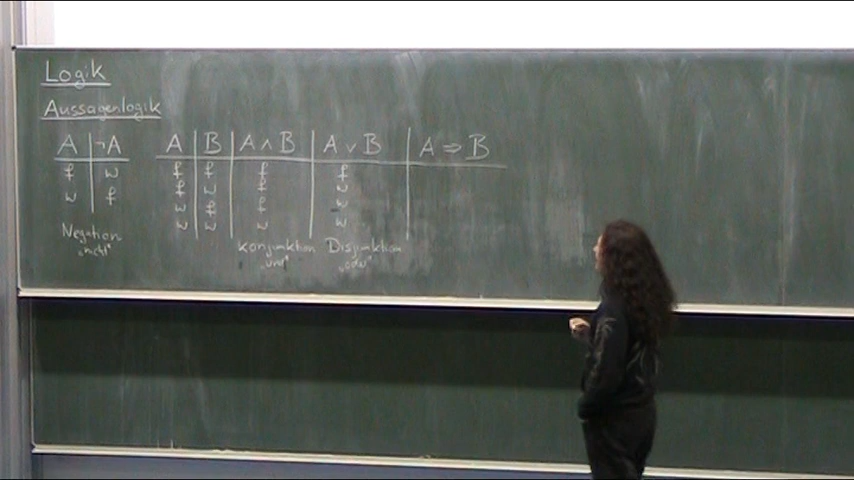 Logik
Aussagenlogik
A ¬A
f w
w f
Negation
"nicht"
A B A ∧ B A ∨ B A ⇒ B
f f f f
f w f w
w f f w
w w w w
Konjunktion Disjunktion
"und" "oder"